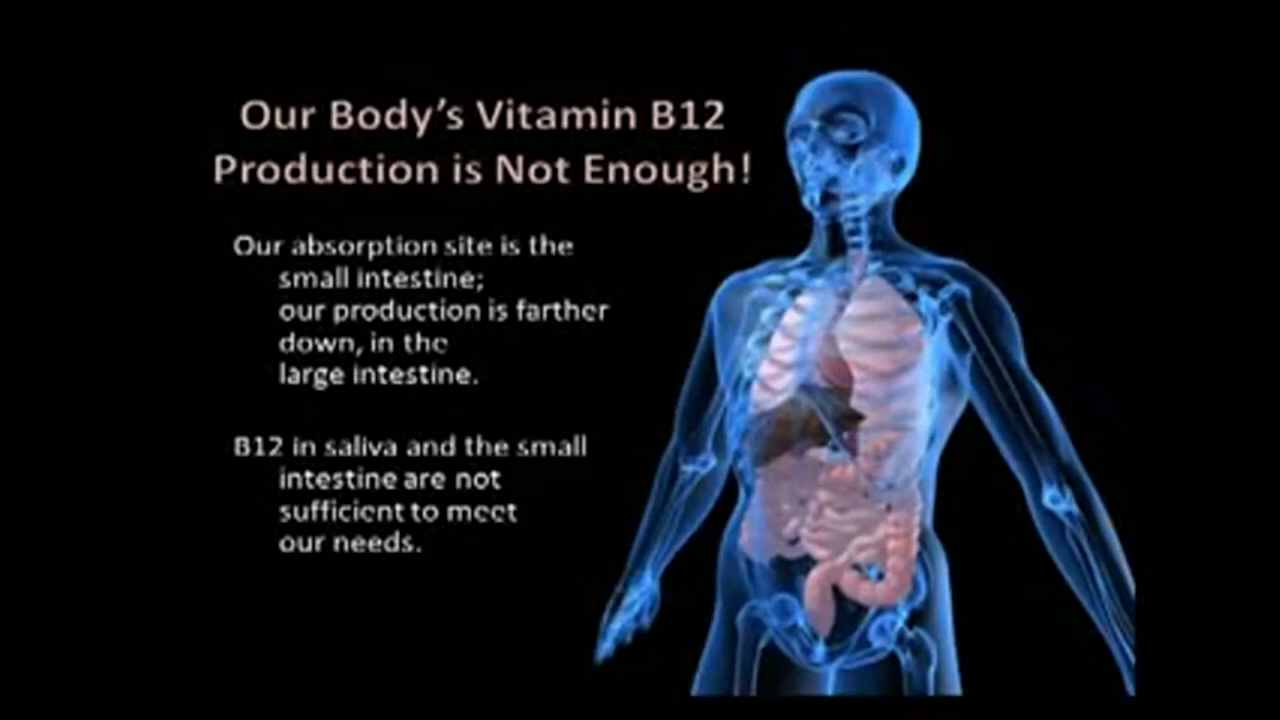 Our Body's Vitamin B12
Production is Not Enough!
Our absorption site is the
small intestine;
our production is farther
down, in the
large intestine.
B12 in saliva and the small
intestine are not
sufficient to meet
our needs.